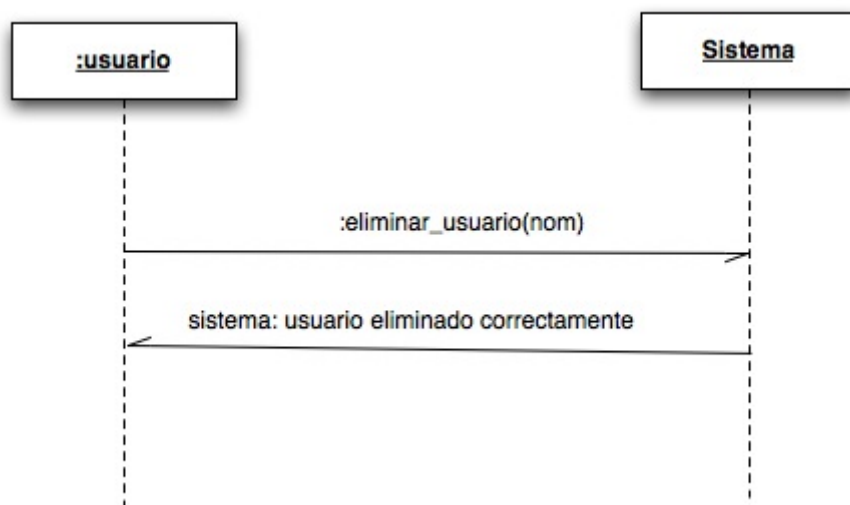 :usuario
Sistema
:eliminar_usuario(nom)
sistema: usuario eliminado correctamente